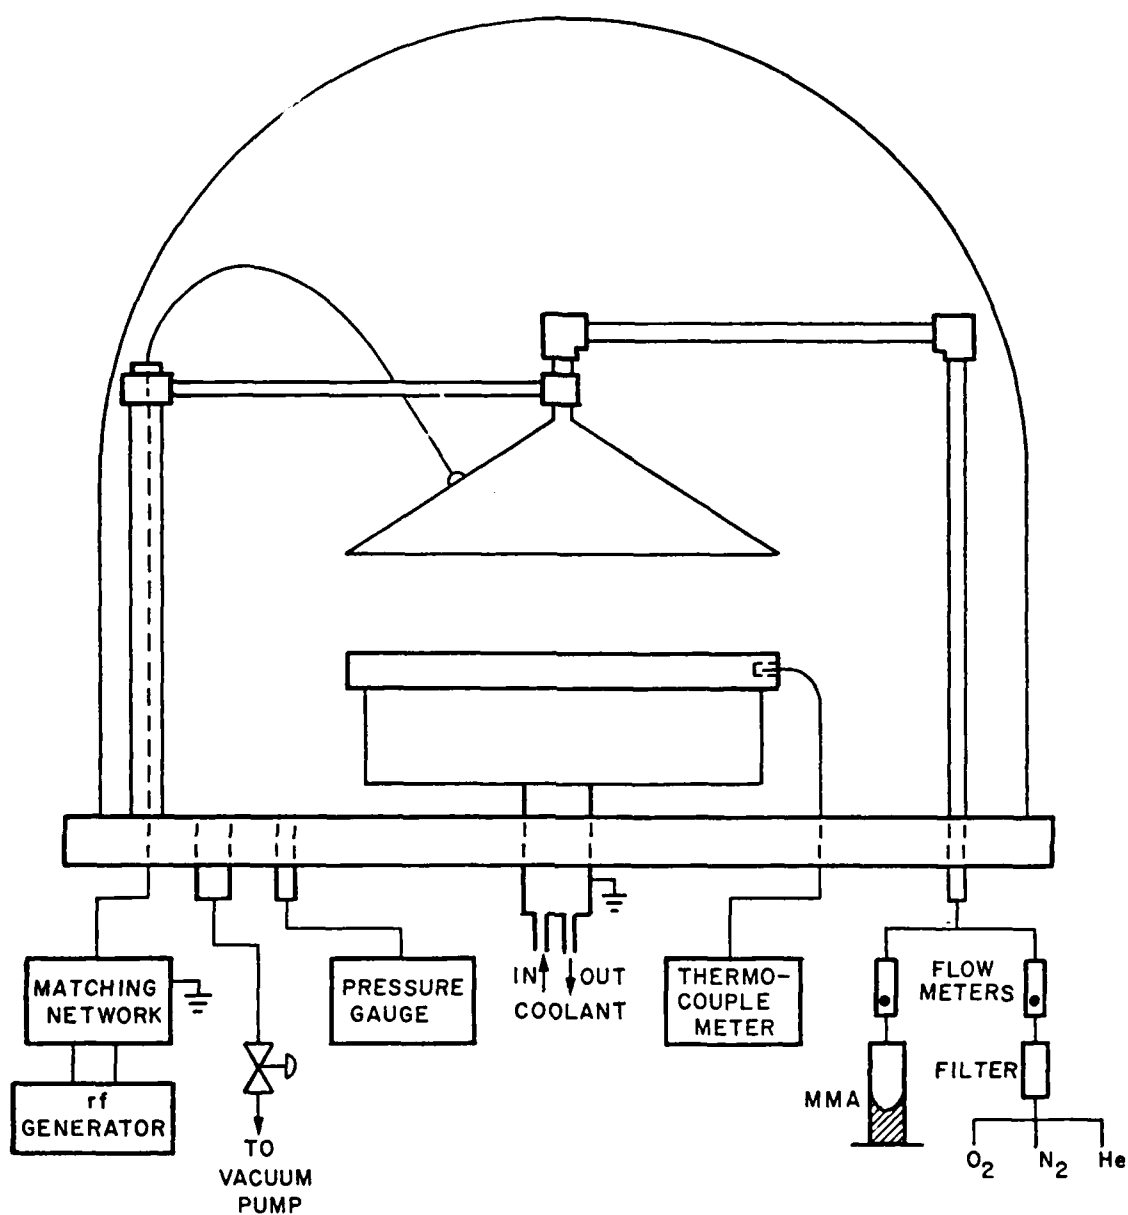 MATCHING
NETWORK
rf
GENERATOR
TO
VACUUM
PUMP
PRESSURE
GAUGE
IN OUT
COOLANT
THERMO-
COUPLE
METER
FLOW
METERS
FILTER
MMA
O2 N2 He